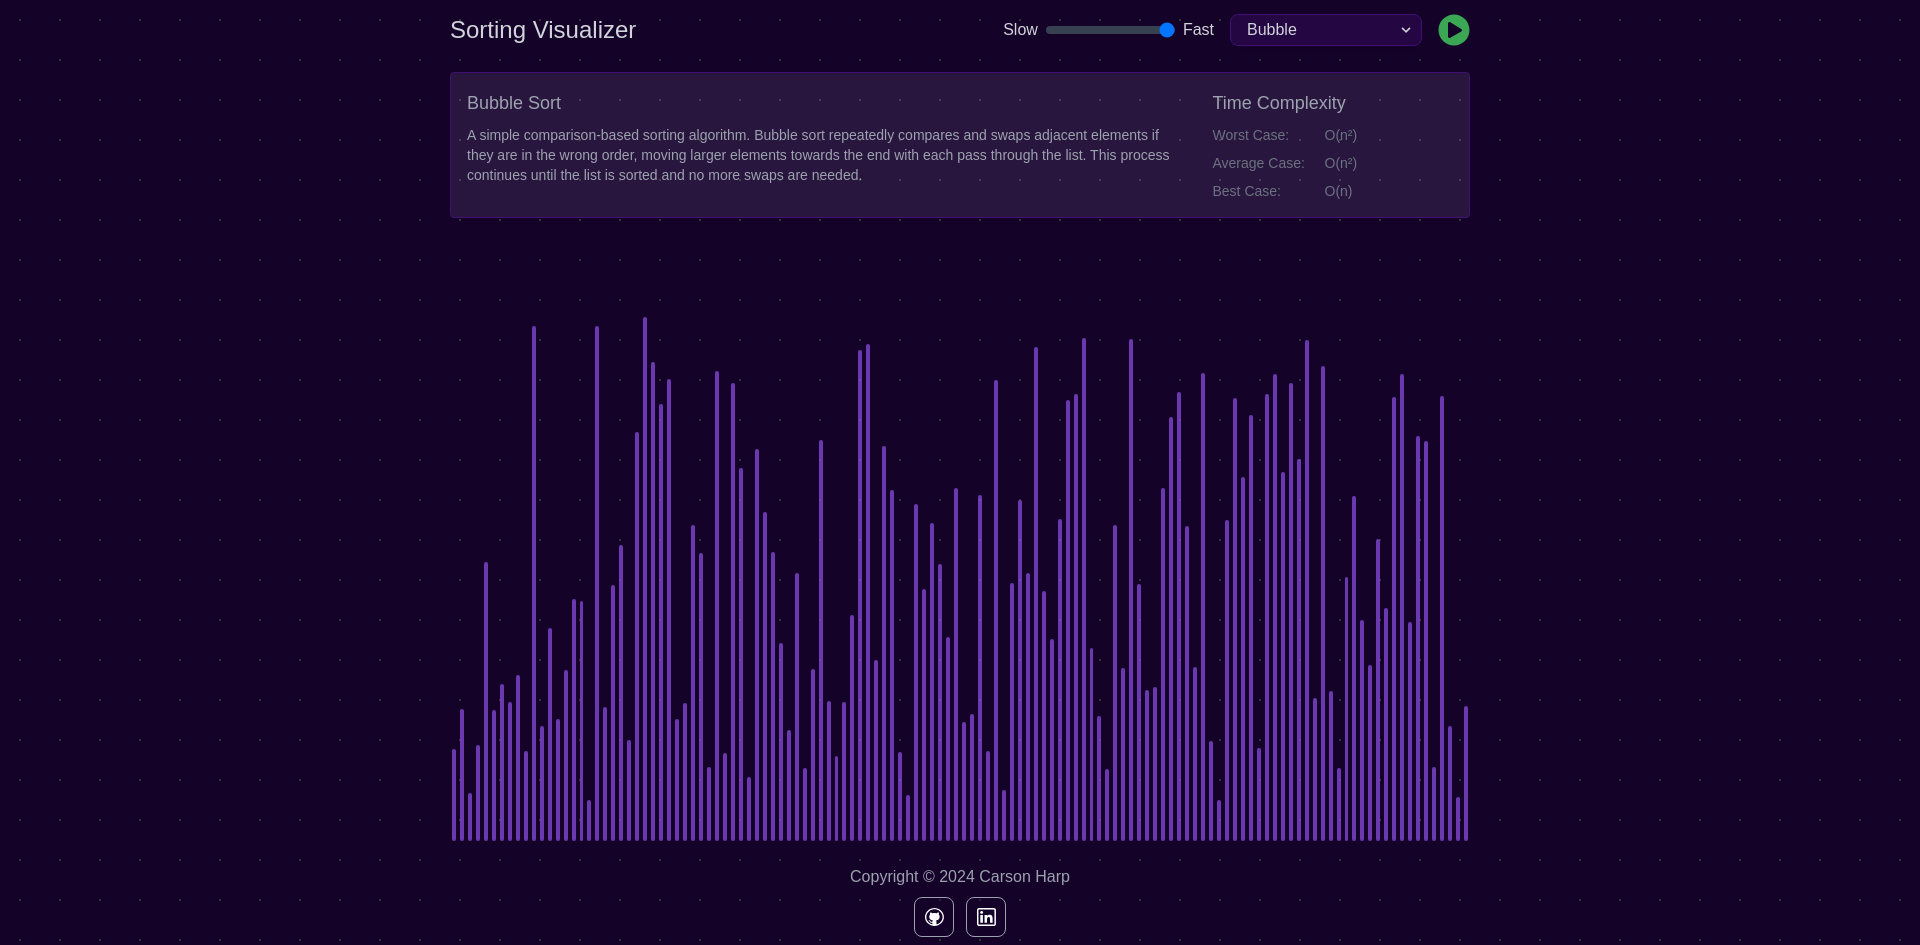 Sorting Visualizer
Slow
Fast
Bubble
Bubble Sort
A simple comparison-based sorting algorithm. Bubble sort repeatedly compares and swaps adjacent elements if
they are in the wrong order, moving larger elements towards the end with each pass through the list. This process
continues until the list is sorted and no more swaps are needed.
Time Complexity
Worst Case: O(n²)
Average Case: O(n²)
Best Case: O(n)
Copyright © 2024 Carson Harp